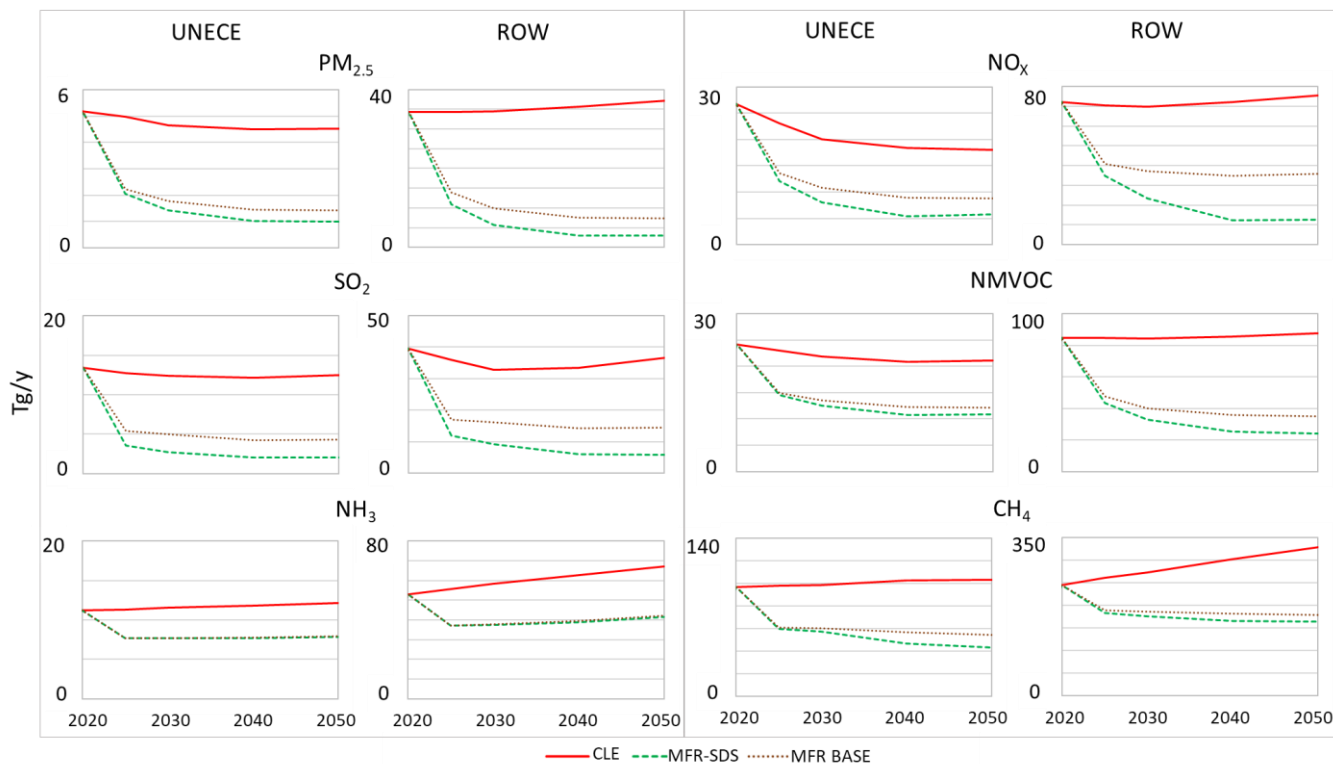 UNECE ROW UNECE ROW
PM2.5 NOX
6 40 30 80
0 0 0 0
SO2 NMVOC
20 50 30 100
Tg/y
0 0 0 0
NH3 CH4
20 80 140 350
0 0 0 0
2020 2030 2040 2050 2020 2030 2040 2050 2020 2030 2040 2050 2020 2030 2040 2050
CLE MFR-SDS MFR BASE